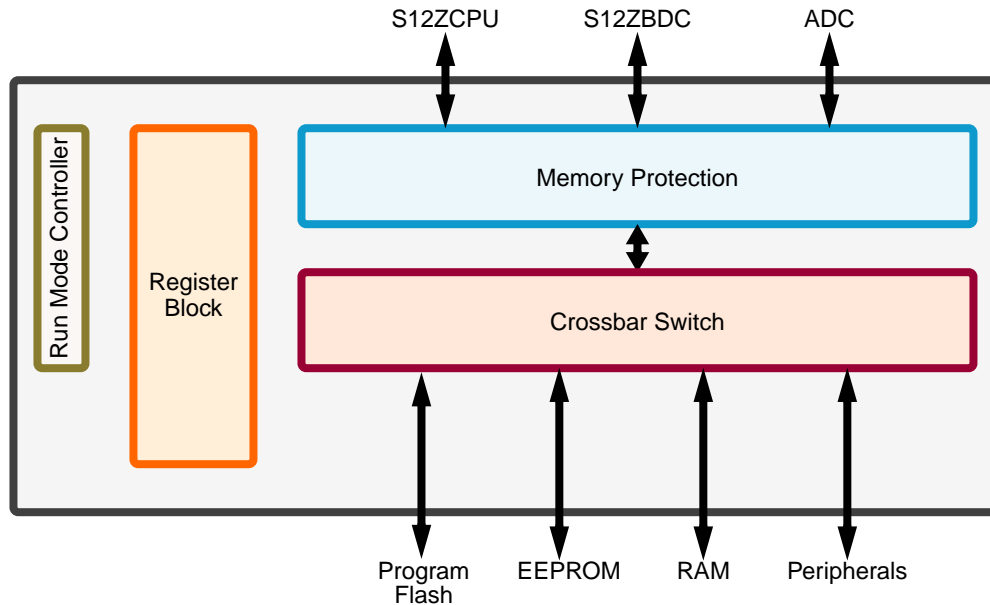 S12ZCPU
S12ZBDC
ADC
Run Mode Controller
Register
Block
Memory Protection
Crossbar Switch
Program
Flash
EEPROM
RAM
Peripherals